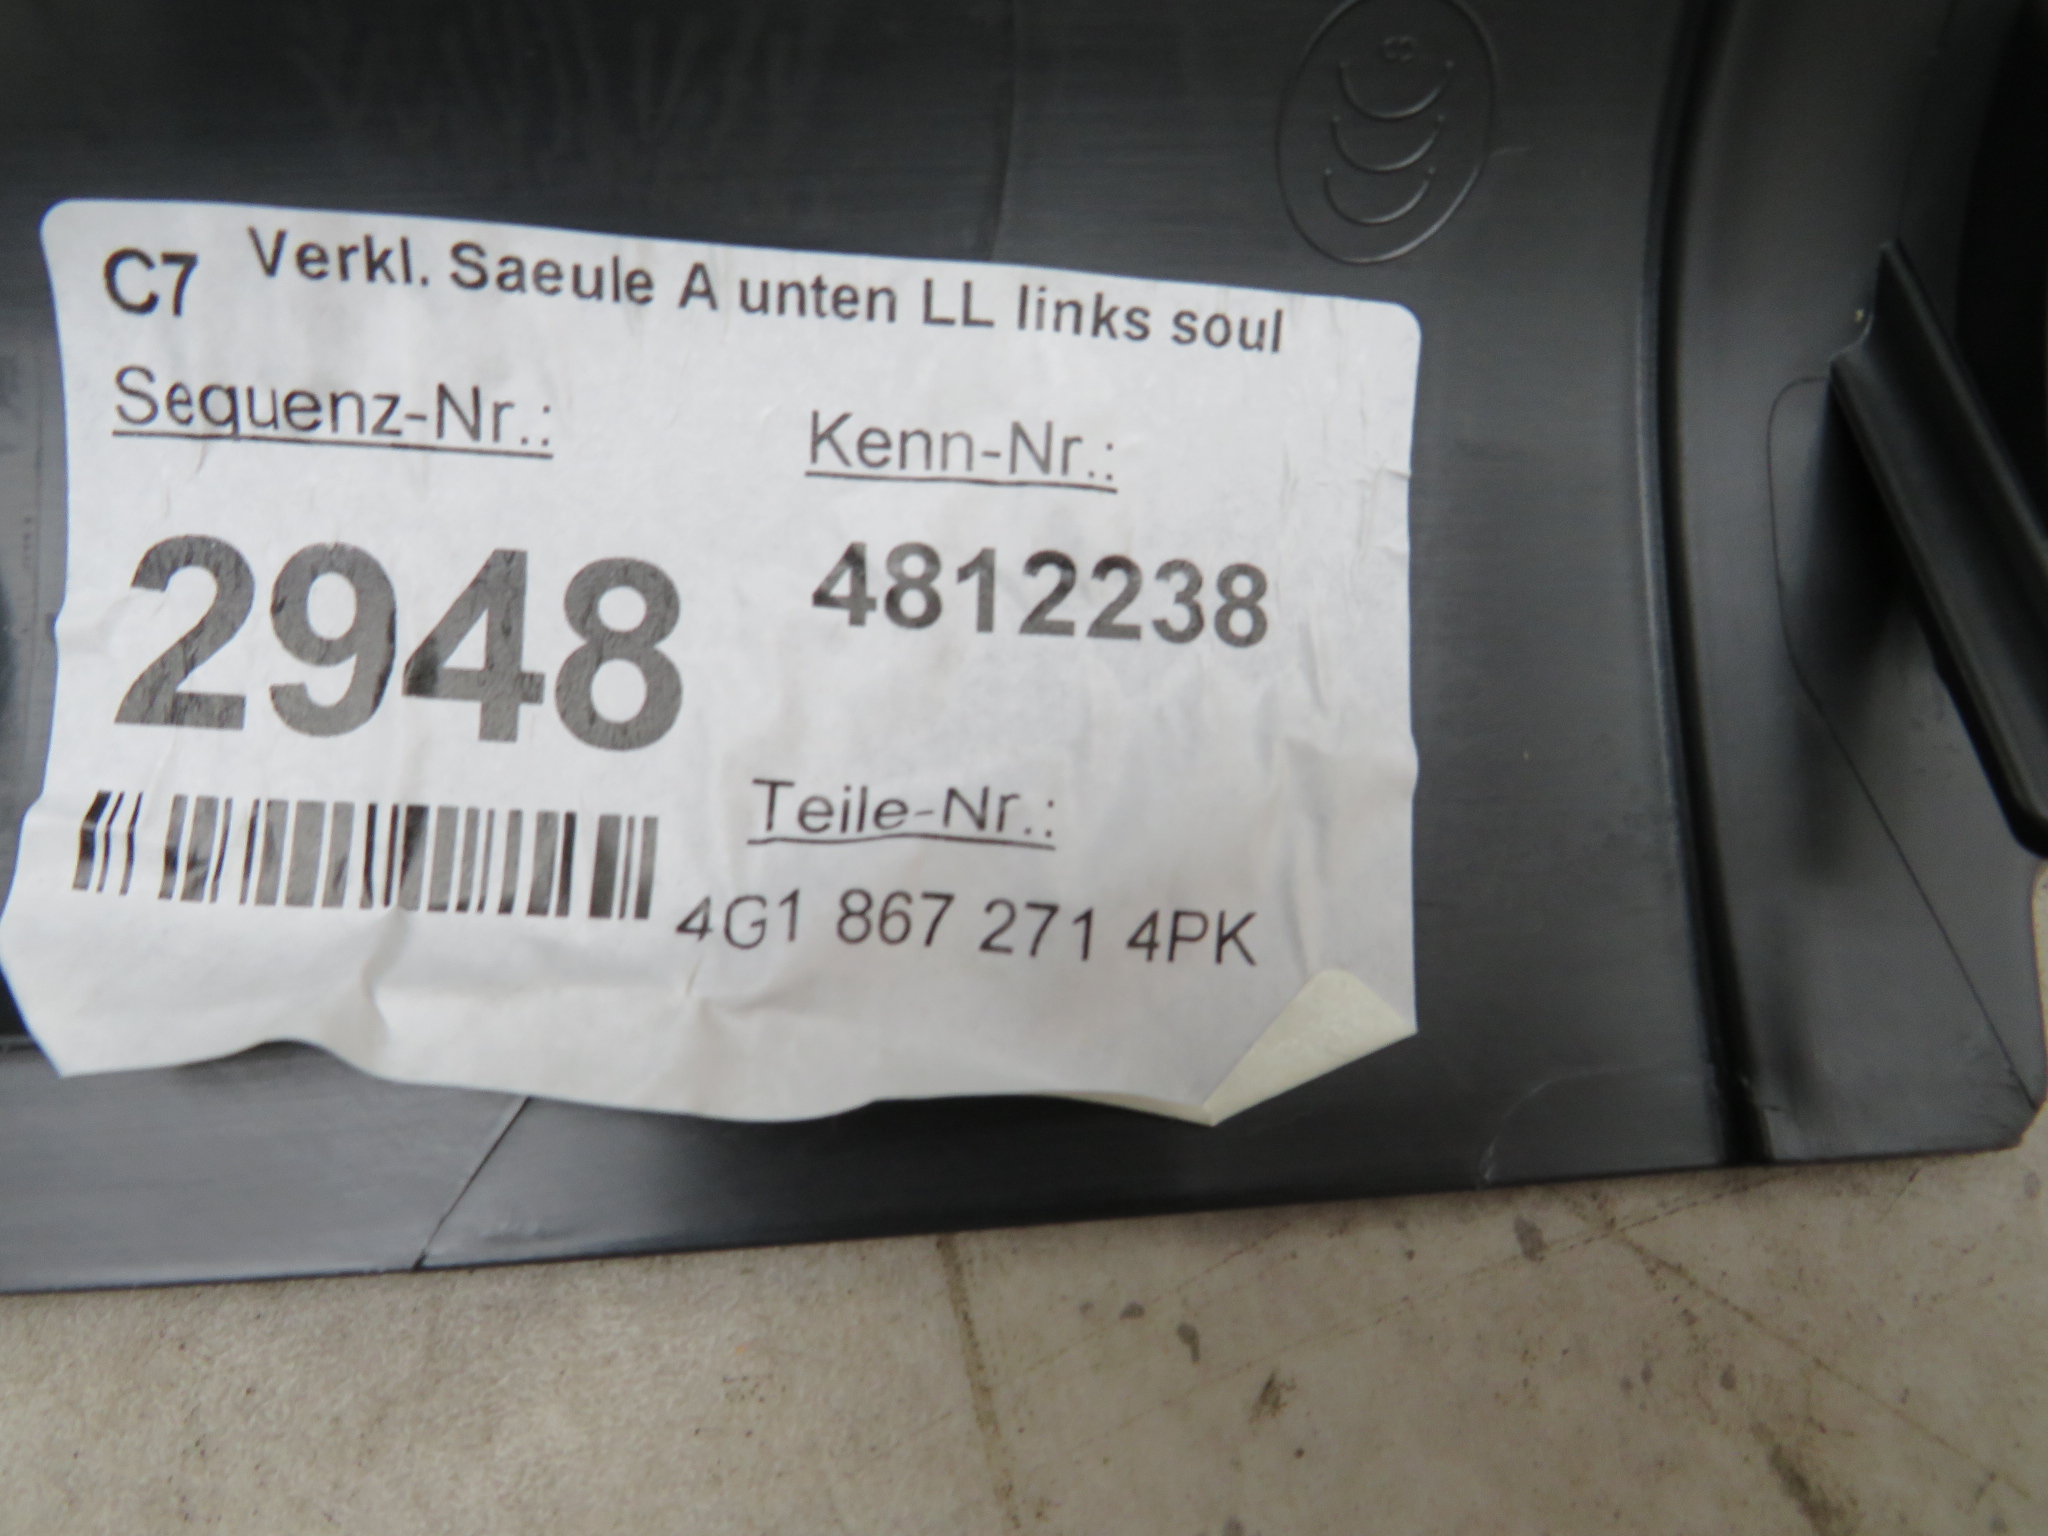 C7 Verkl. Saeule A unten LL links soul
Sequenz-Nr.: Kenn-Nr.:
2948 4812238
Teile-Nr.:
4G1 867 271 4PK